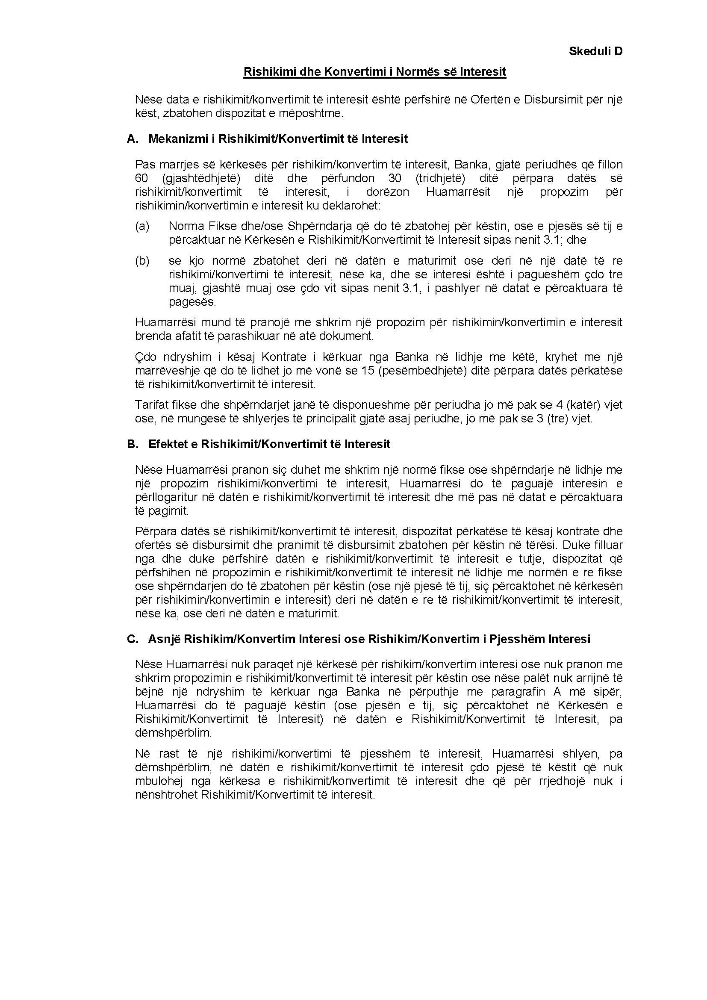 Skeduli D
Rishikimi dhe Konvertimi i Normës së Interesit
Nëse data e rishikimit/konvertimit të interesit është përfshirë në Ofertën e Disbursimit për një
këst, zbatohen dispozitat e mëposhtme.
A. Mekanizmi i Rishikimit/Konvertimit të Interesit
Pas marrjes së kërkesës për rishikim/konvertim të interesit, Banka, gjatë periudhës që fillon
60 (gjashtëdhjetë) ditë dhe përfundon 30 (tridhjetë) ditë përpara datës së
rishikimit/konvertimit të interesit, i dorëzon Huamarrësit një propozim për
rishikimin/konvertimin e interesit ku deklarohet:
(a) Norma Fikse dhe/ose Shpërndarja që do të zbatohej për këstin, ose e pjesës së tij e
përcaktuar në Kërkesën e Rishikimit/Konvertimit të Interesit sipas nenit 3.1; dhe
(b) se kjo normë zbatohet deri në datën e maturimit ose deri në një datë të re
rishikimi/konvertimi të interesit, nëse ka, dhe se interesi është i pagueshëm çdo tre
muaj, gjashtë muaj ose çdo vit sipas nenit 3.1, i pashlyer në datat e përcaktuara të
pagesës.
Huamarrësi mund të pranojë me shkrim një propozim për rishikimin/konvertimin e interesit
brenda afatit të parashikuar në atë dokument.
Çdo ndryshim i kësaj Kontrate i kërkuar nga Banka në lidhje me këtë, kryhet me një
marrëveshje që do të lidhet jo më vonë se 15 (pesëmbëdhjetë) ditë përpara datës përkatëse
të rishikimit/konvertimit të interesit.
Tarifat fikse dhe shpërndarjet janë të disponueshme për periudha jo më pak se 4 (katër) vjet
ose, në mungesë të shlyerjes të principalit gjatë asaj periudhe, jo më pak se 3 (tre) vjet.
B. Efektet e Rishikimit/Konvertimit të Interesit
Nëse Huamarrësi pranon siç duhet me shkrim një normë fikse ose shpërndarje në lidhje me
një propozim rishikimi/konvertimi të interesit, Huamarrësi do të paguajë interesin e
përllogaritur në datën e rishikimit/konvertimit të interesit dhe më pas në datat e përcaktuara
të pagimit.
Përpara datës së rishikimit/konvertimit të interesit, dispozitat përkatëse të kësaj kontrate dhe
ofertës së disbursimit dhe pranimit të disbursimit zbatohen për këstin në tërësi. Duke filluar
nga dhe duke përfshirë datën e rishikimit/konvertimit të interesit e tutje, dispozitat që
përfshihen në propozimin e rishikimit/konvertimit të interesit në lidhje me normën e re fikse
ose shpërndarjen do të zbatohen për këstin (ose një pjesë të tij, siç përcaktohet në kërkesën
për rishikimin/konvertimin e interesit) deri në datën e re të rishikimit/konvertimit të interesit,
nëse ka, ose deri në datën e maturimit.
C. Asnjë Rishikim/Konvertim Interesi ose Rishikim/Konvertim i Pjesshëm Interesi
Nëse Huamarrësi nuk paraqet një kërkesë për rishikim/konvertim interesi ose nuk pranon me
shkrim propozimin e rishikimit/konvertimit të interesit për këstin ose nëse palët nuk arrijnë të
bëjnë një ndryshim të kërkuar nga Banka në përputhje me paragrafin A më sipër,
Huamarrësi do të paguajë këstin (ose pjesën e tij, siç përcaktohet në Kërkesën e
Rishikimit/Konvertimit të Interesit) në datën e Rishikimit/Konvertimit të Interesit, pa
dëmshpërblim.
Në rast të një rishikimi/konvertimi të pjesshëm të interesit, Huamarrësi shlyen, pa
dëmshpërblim, në datën e rishikimit/konvertimit të interesit çdo pjesë të këstit që nuk
mbulohej nga kërkesa e rishikimit/konvertimit të interesit dhe që për rrjedhojë nuk i
nënshtrohet Rishikimit/Konvertimit të interesit.